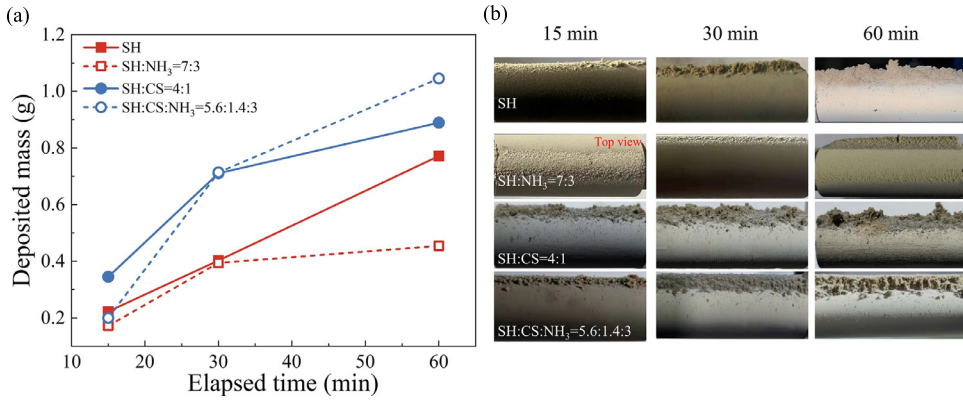 (a)
1.2
1.0
0.8
0.6
0.4
0.2
Deposited mass (g)
SH
SH:NH₃=7:3
SH:CS=4:1
SH:CS:NH₃=5.6:1.4:3
10 20 30 40 50 60
Elapsed time (min)
(b)
15 min 30 min 60 min
SH
Top view
SH:NH₃=7:3
SH:CS=4:1
SH:CS:NH₃=5.6:1.4:3